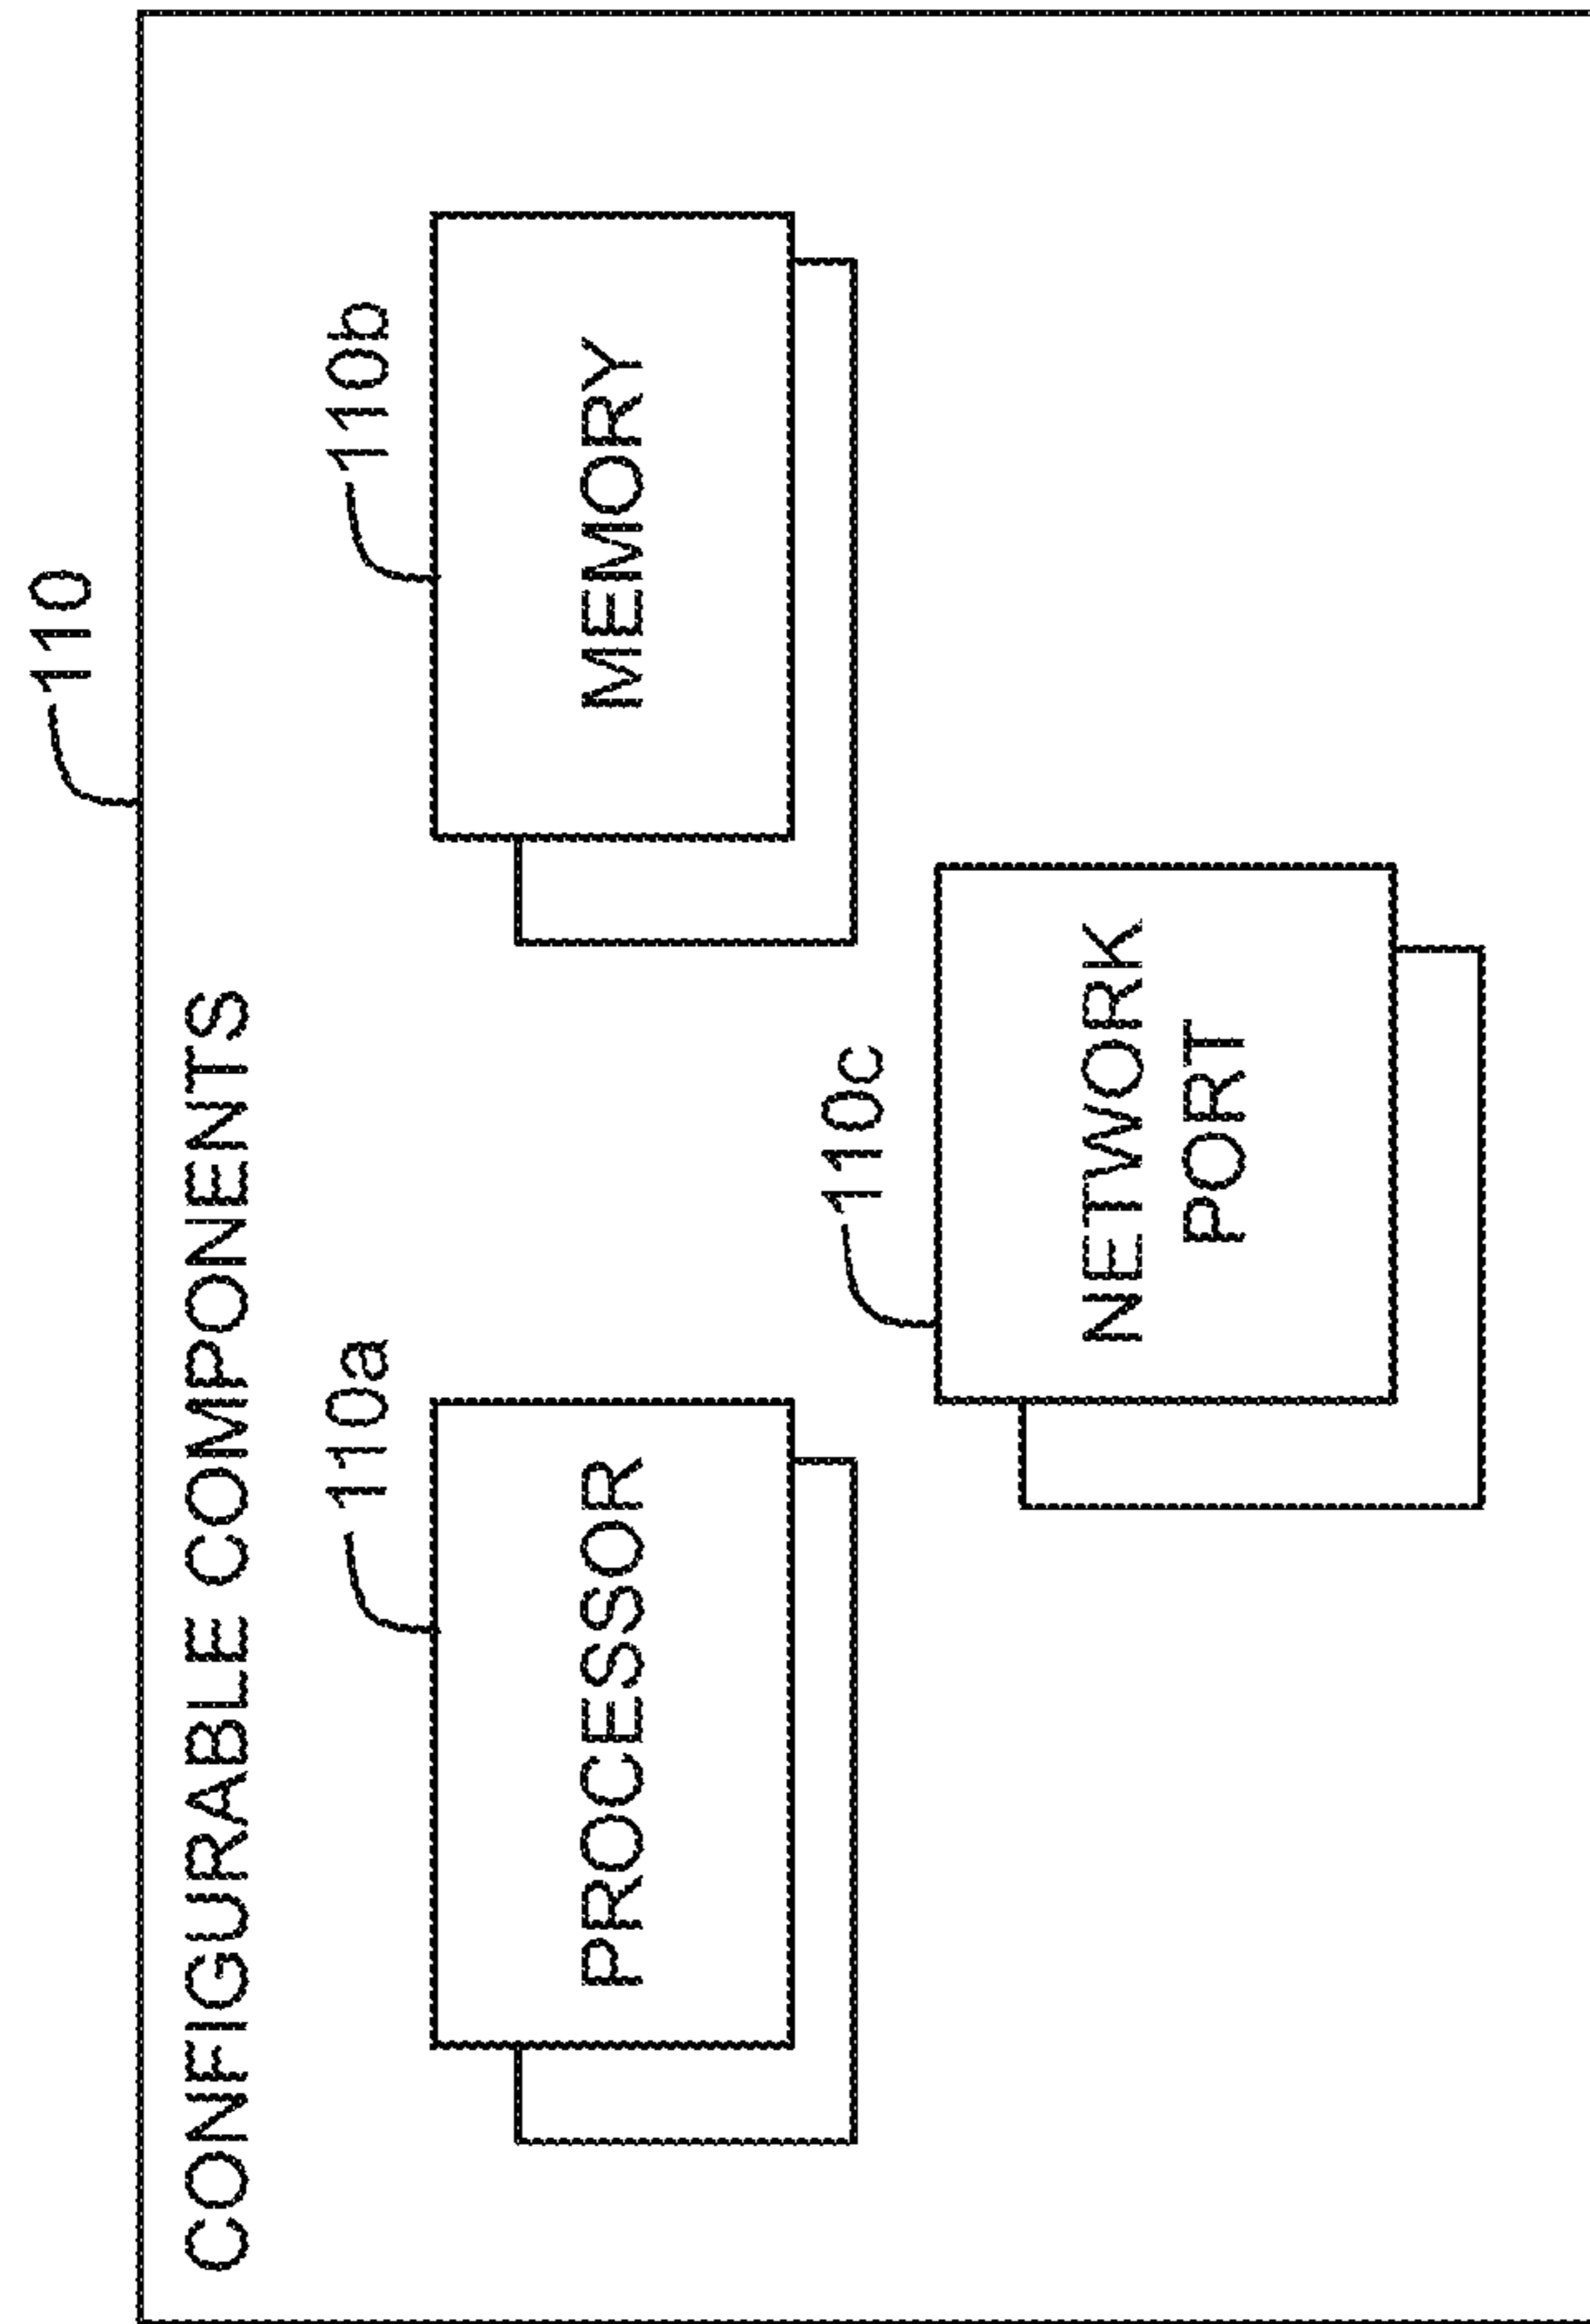 110
CONFIGURABLE COMPONENTS
110a
110b
PROCESSOR
MEMORY
110c
NETWORK
PORT